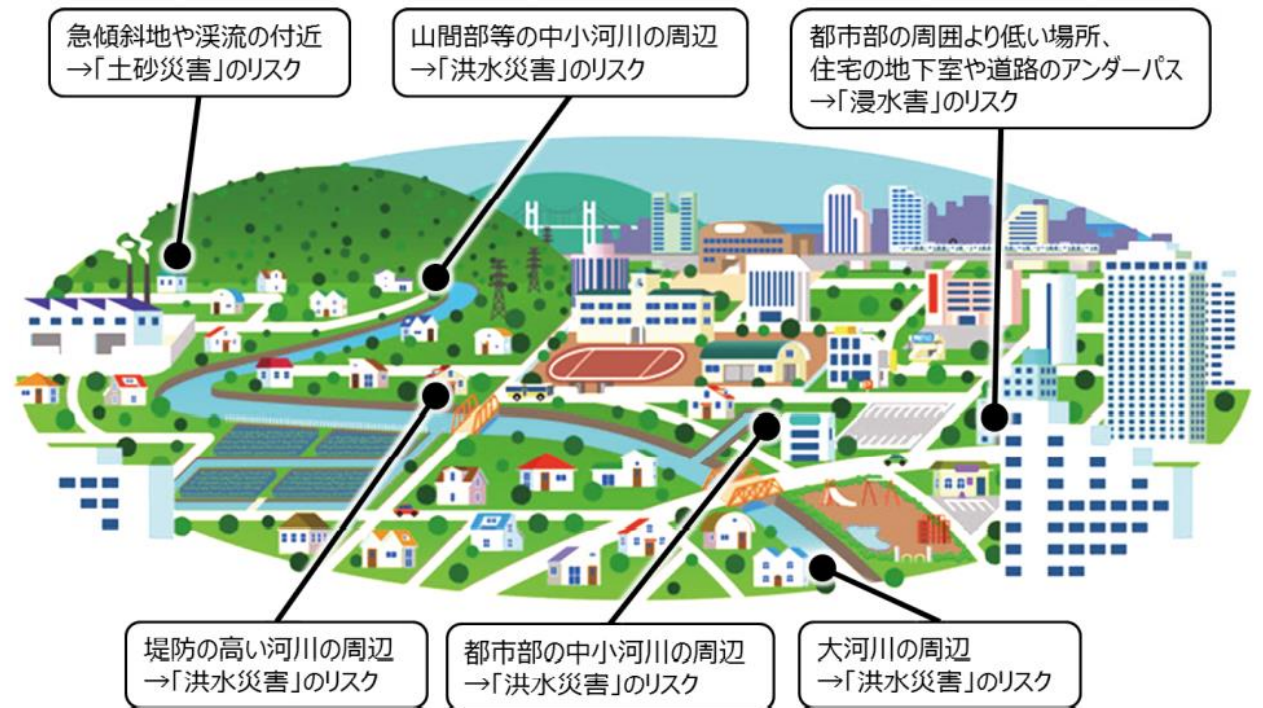 急傾斜地や渓流の付近
→「土砂災害」のリスク
山間部等の中小河川の周辺
→「洪水災害」のリスク
都市部の周囲より低い場所、
住宅の地下室や道路のアンダーパス
→「浸水害」のリスク
堤防の高い河川の周辺
→「洪水災害」のリスク
都市部の中小河川の周辺
→「洪水災害」のリスク
大河川の周辺
→「洪水災害」のリスク